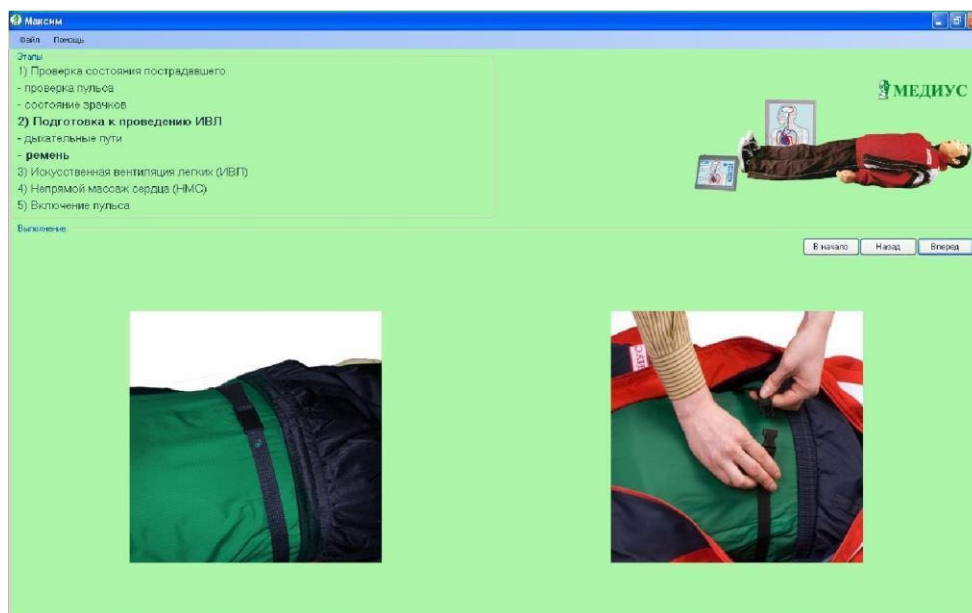 Максим
Файл Помощь
Этапы
1) Проверка состояния пострадавшего
- проверка пульса
- состояние зрачков
2) Подготовка к проведению ИВЛ
- дыхательные пути
- ремень
3) Искусственная вентиляция легких (ИВЛ)
4) Непрямой массаж сердца (НМС)
5) Включение пульса
МЕДИУС
Выполнение
В начало Назад Вперед